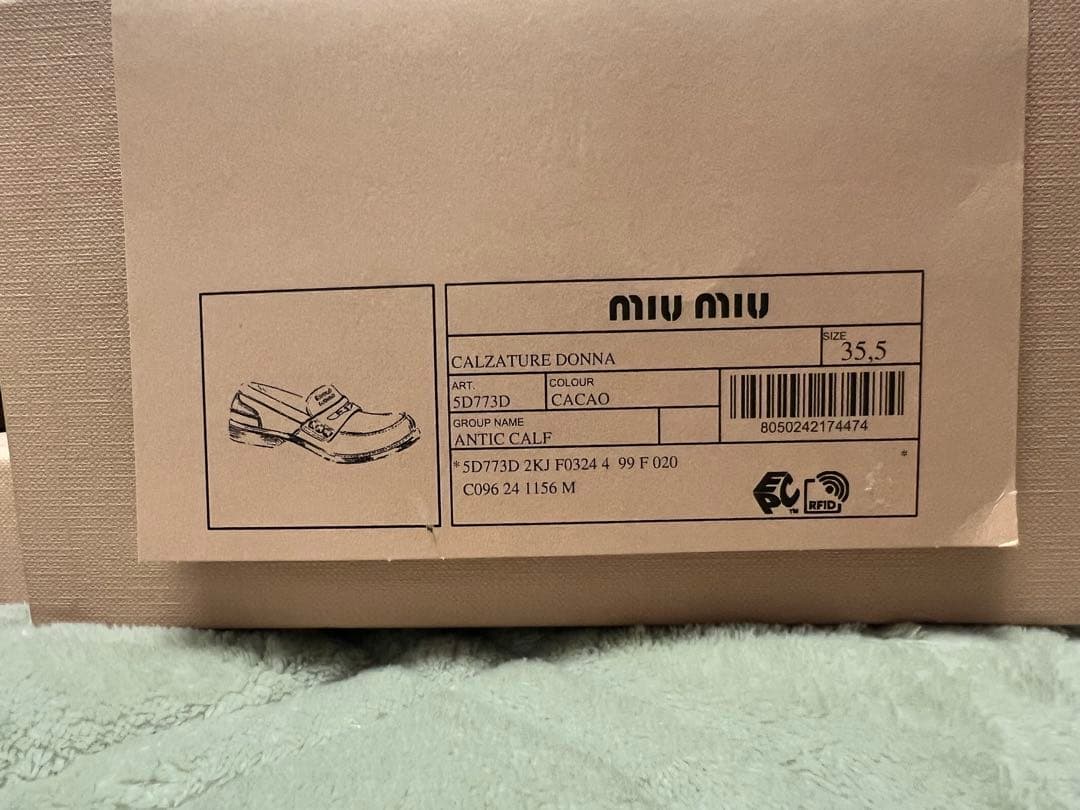 miu miu
CALZATURE DONNA
SIZE
35,5
ART.
5D773D
COLOUR
CACAO
GROUP NAME
ANTIC CALF
8050242174474
*5D773D 2KJ F0324 4 99 F 020 *
C096 24 1156 M
EPC™
RFID